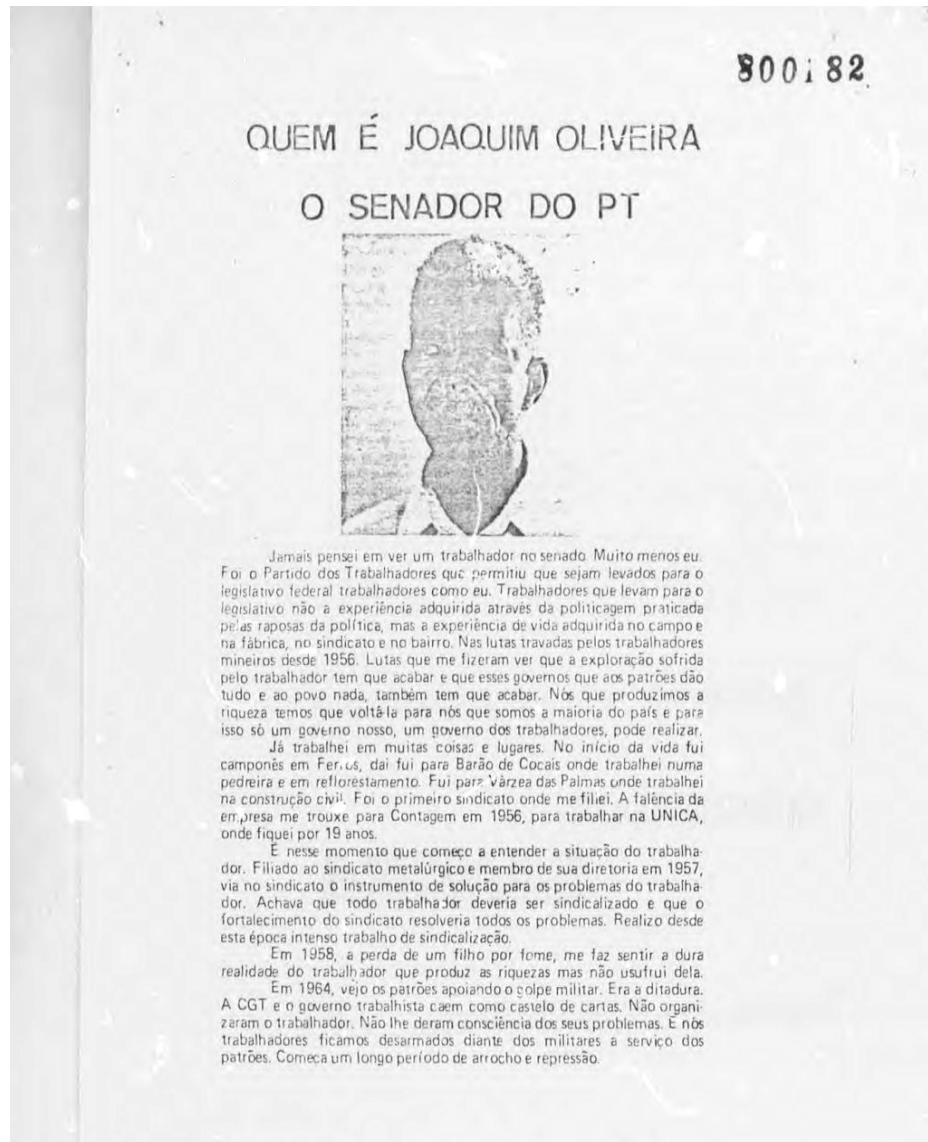 82
QUEM É JOAQUIM OLIVEIRA
O SENADOR DO PT
Jamais pensei em ver um trabalhador no senado. Muito menos eu.
Foi o Partido dos Trabalhadores que permitiu que sejam levados para o
legislativo federal trabalhadores como eu. Trabalhadores que levam para o
legislativo não a experiência adquirida através da politicagem praticada
pelas raposas da política, mas a experiência de vida adquirida no campo e
na fábrica, no sindicato e no bairro. Nas lutas travadas pelos trabalhadores
mineiros desde 1956. Lutas que me fizeram ver que a exploração sofrida
pelo trabalhador tem que acabar e que esses governos que aos patrões dão
tudo e ao povo nada, também tem que acabar. Nós que produzimos a
riqueza temos que voltá-la para nós que somos a maioria do país e para
isso só um governo nosso, um governo dos trabalhadores, pode realizar.
Já trabalhei em muitas coisas e lugares. No início da vida fui
camponês em dai fui para Barão de Cocais onde trabalhei numa
pedreira e em reflorestamento. Fui para Várzea das Palmas onde trabalhei
na construção civil. Foi o primeiro sindicato onde me filiei. A falência da
empresa me trouxe para Contagem em 1956, para trabalhar na UNICA,
onde fiquei por 19 anos.
É nesse momento que começo a entender a situação do trabalha-
dor. Filiado ao sindicato metalúrgico e membro de sua diretoria em 1957,
via no sindicato o instrumento de solução para os problemas do trabalha-
dor. Achava que todo trabalhador deveria ser sindicalizado e que o
fortalecimento do sindicato resolveria todos os problemas. Realizo desde
esta época intenso trabalho de sindicalização.
Em 1958, a perda de um filho por fome, me faz sentir a dura
realidade do trabalhador que produz as riquezas mas não usufrui dela.
Em 1964, vejo os patrões apoiando o golpe militar. Era a ditadura.
A CGT e o governo trabalhista caem como castelo de cartas. Não organi-
zaram o trabalhador. Não lhe deram consciência dos seus problemas. E nós
trabalhadores ficamos desarmados diante dos militares a serviço dos
patrões. Começa um longo período de arrocho e repressão.